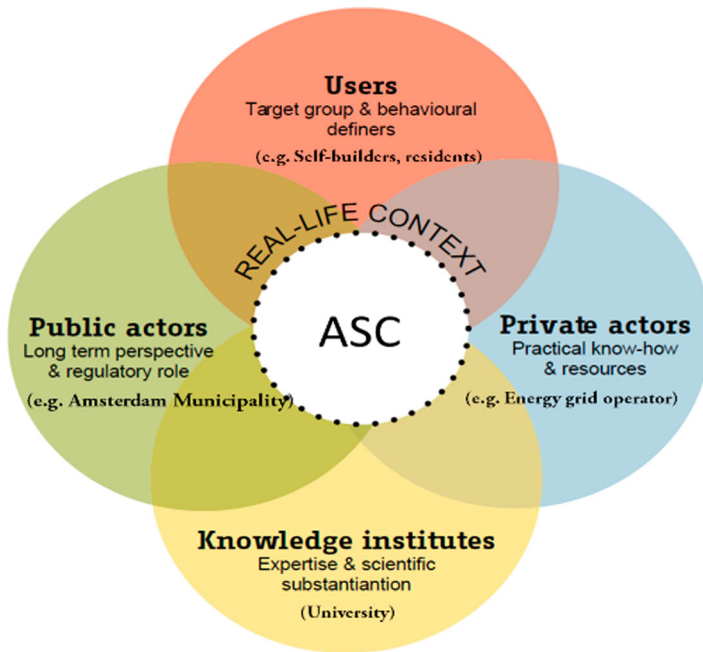 Users
Target group & behavioural
definers
(e.g. Self-builders, residents)
REAL-LIFE CONTEXT
ASC
Public actors
Long term perspective
& regulatory role
(e.g. Amsterdam Municipality)
Private actors
Practical know-how
& resources
(e.g. Energy grid operator)
Knowledge institutes
Expertise & scientific
substantiantion
(University)